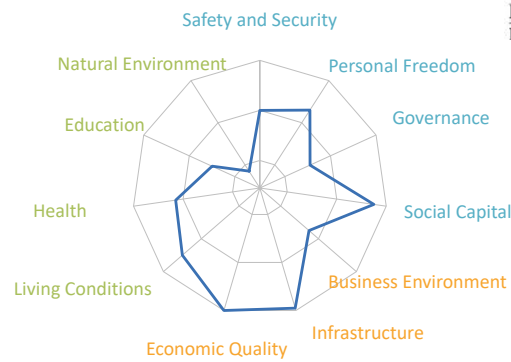 Safety and Security
Natural Environment
Personal Freedom
Education
Governance
Health
Social Capital
Living Conditions
Business Environment
Infrastructure
Economic Quality